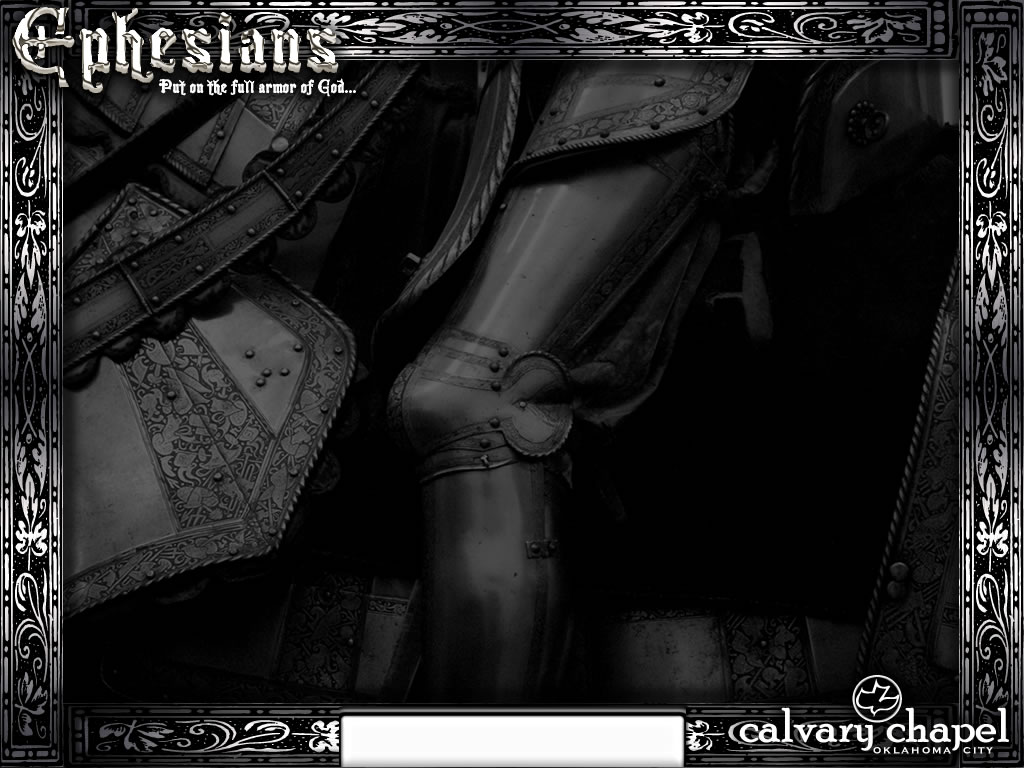 Ephesians
Put on the full armor of God...
calvary chapel
OKLAHOMA CITY